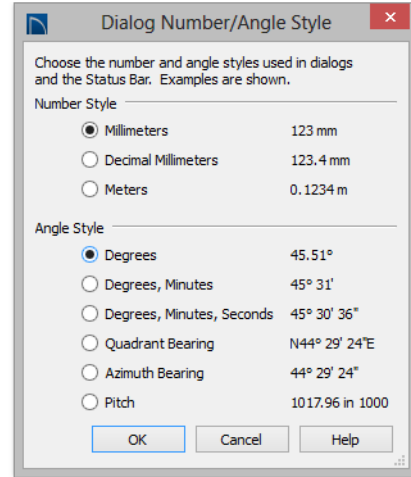 Dialog Number/Angle Style
Choose the number and angle styles used in dialogs
and the Status Bar. Examples are shown.
Number Style
Millimeters 123 mm
Decimal Millimeters 123.4 mm
Meters 0.1234 m
Angle Style
Degrees 45.51°
Degrees, Minutes 45° 31'
Degrees, Minutes, Seconds 45° 30' 36"
Quadrant Bearing N44° 29' 24"E
Azimuth Bearing 44° 29' 24"
Pitch 1017.96 in 1000
OK Cancel Help